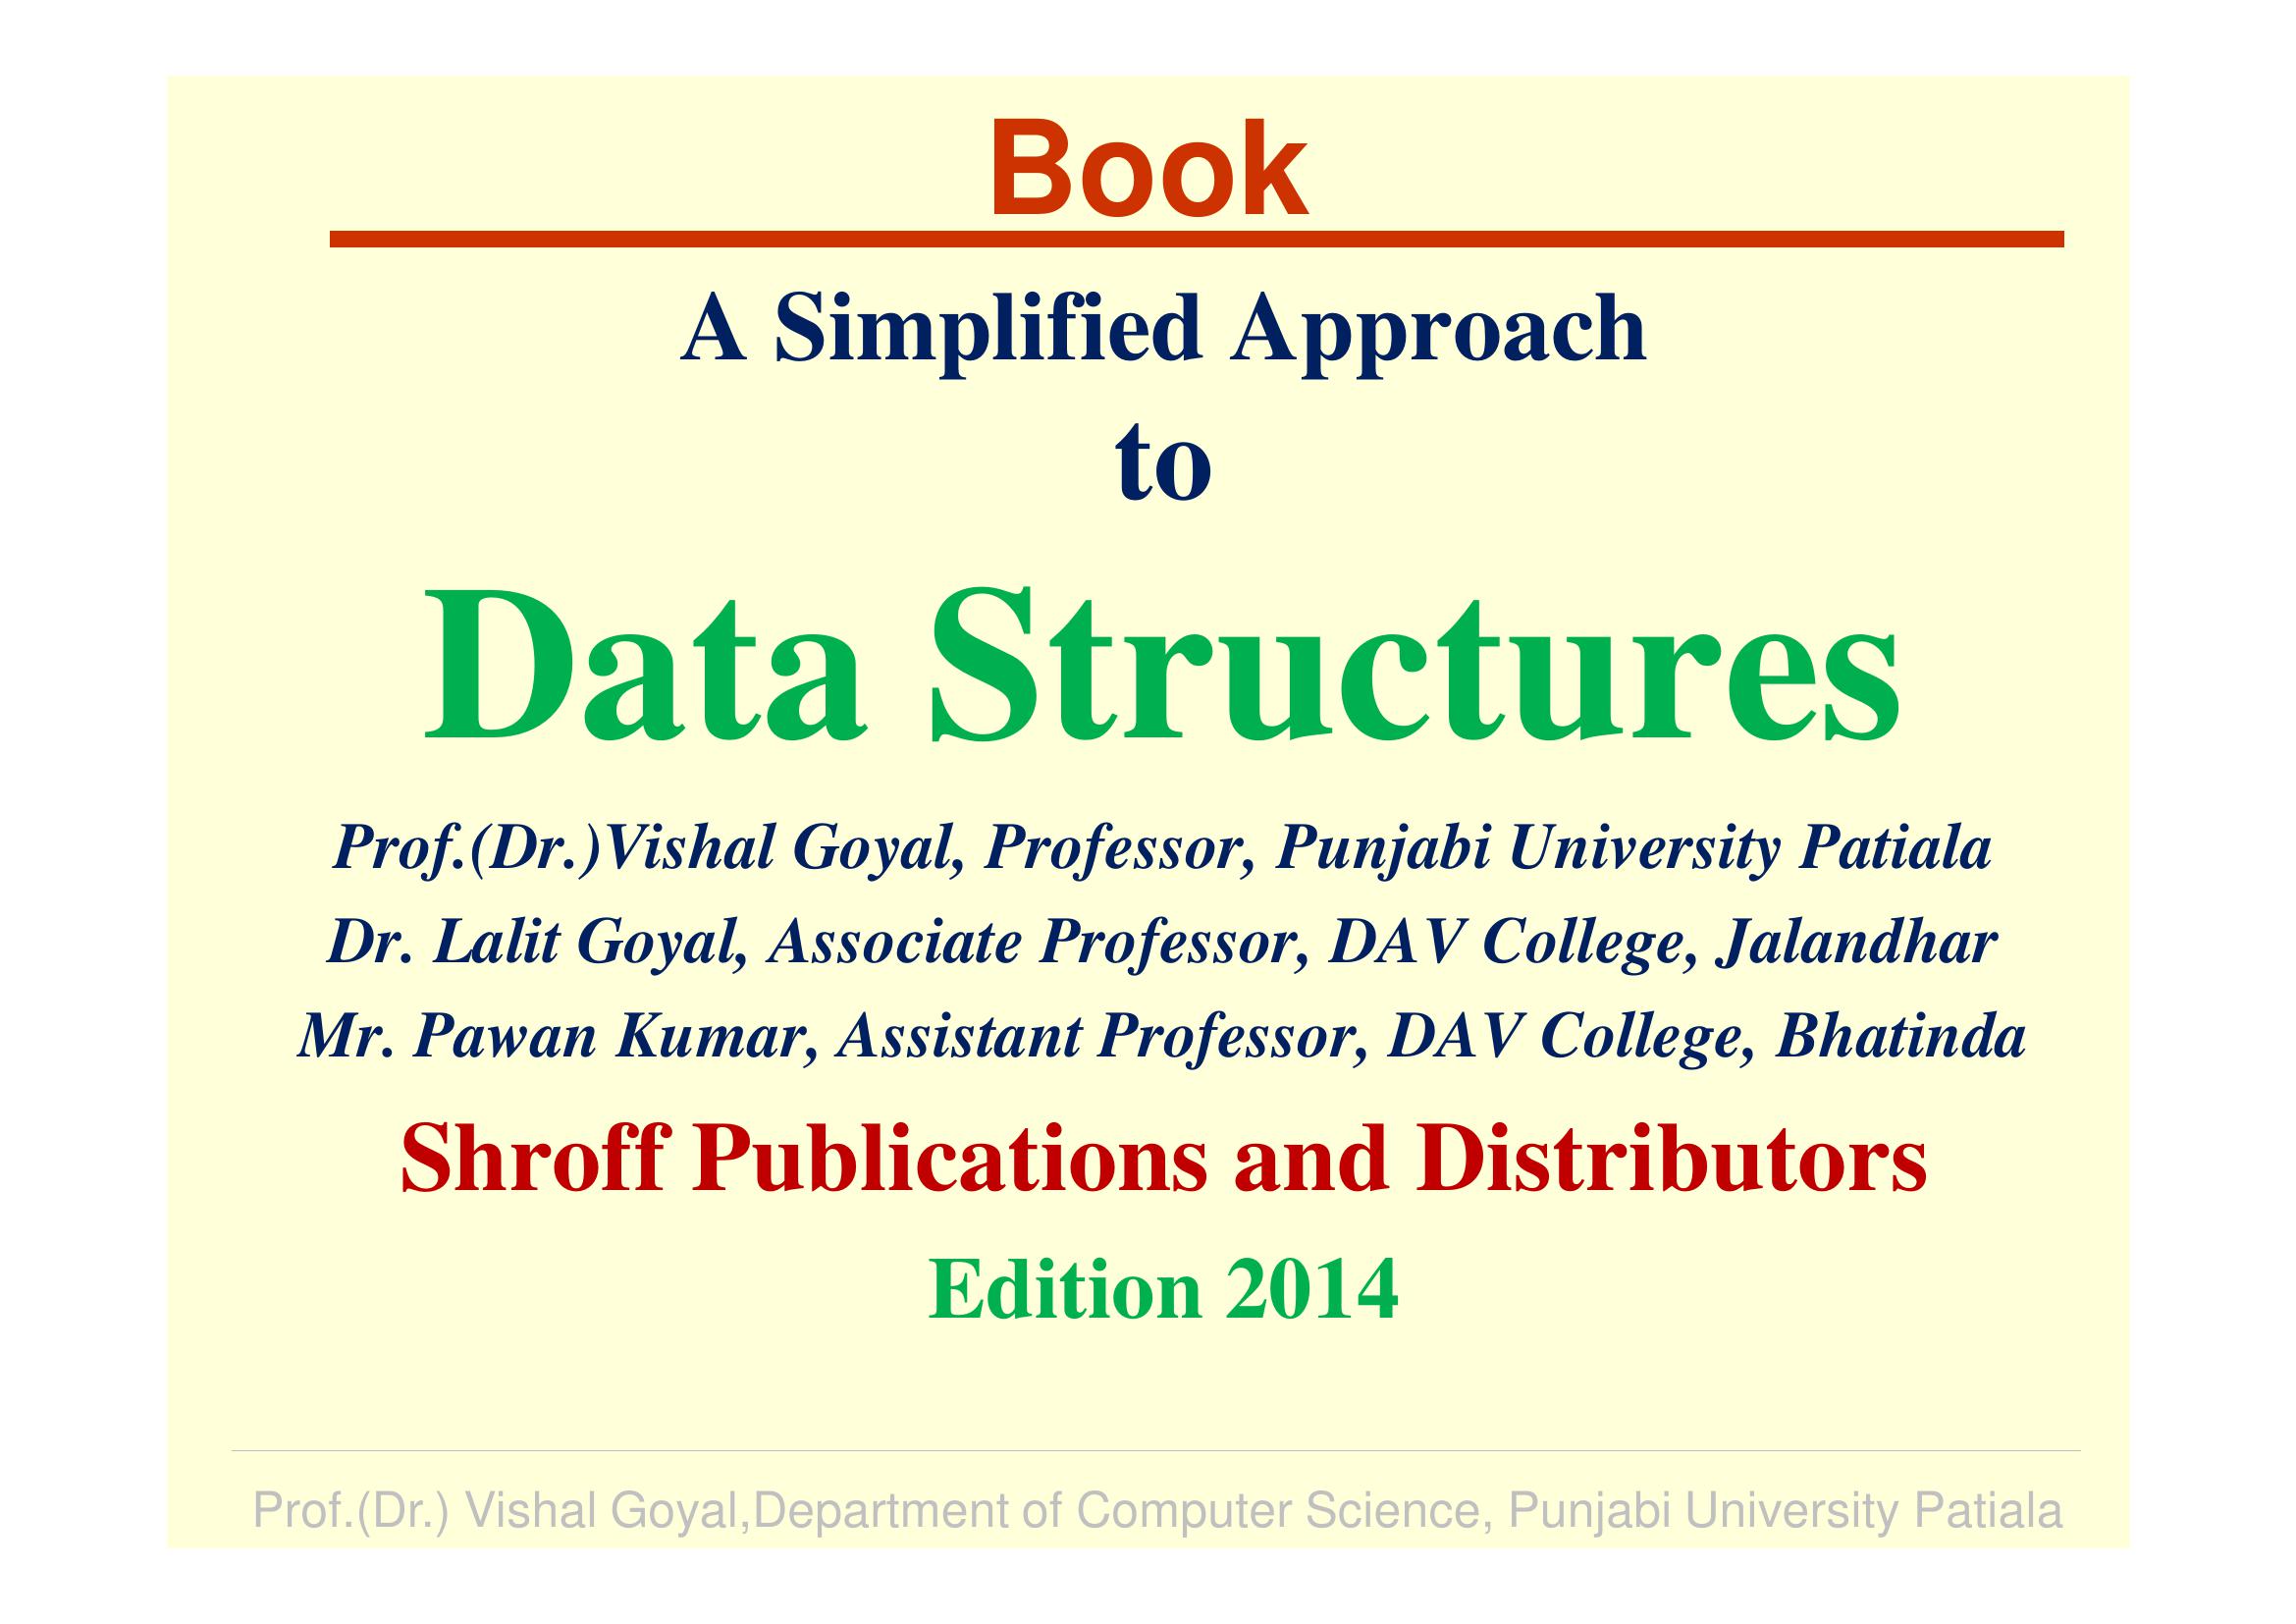 Book
A Simplified Approach
to
Data Structures
Prof.(Dr.)Vishal Goyal, Professor, Punjabi University Patiala
Dr. Lalit Goyal, Associate Professor, DAV College, Jalandhar
Mr. Pawan Kumar, Assistant Professor, DAV College, Bhatinda
Shroff Publications and Distributors
Edition 2014
Prof.(Dr.) Vishal Goyal,Department of Computer Science, Punjabi University Patiala